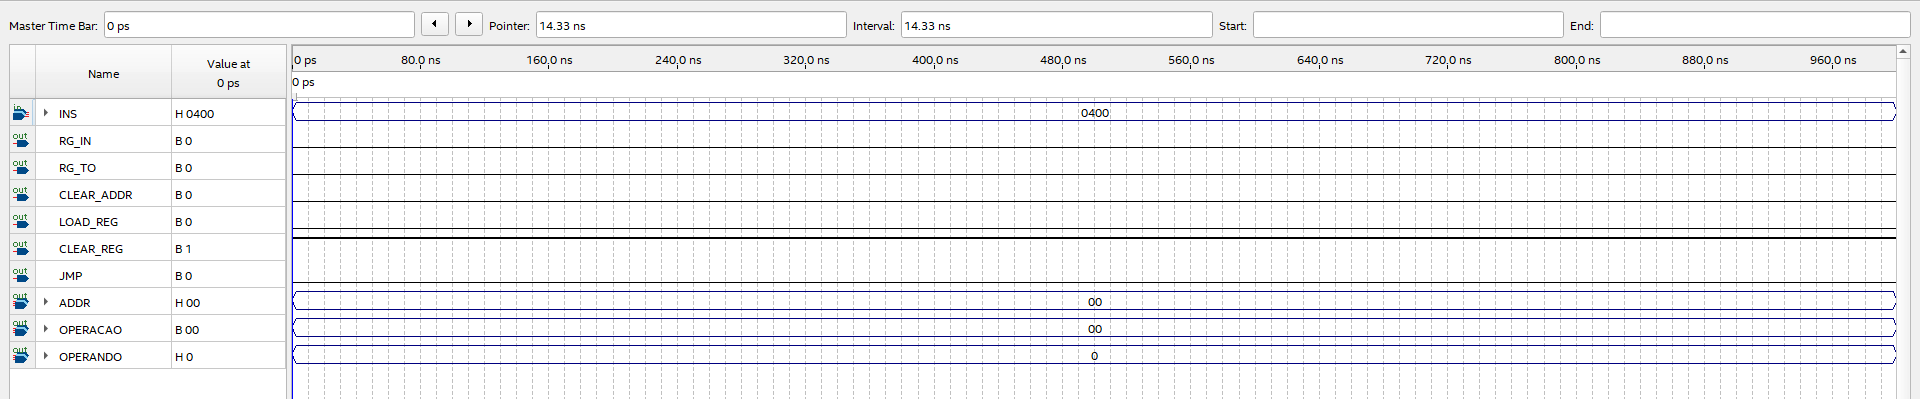 Master Time Bar: 0 ps Pointer: 14.33 ns Interval: 14.33 ns Start: End:
Name Value at 0 ps
0 ps 80.0 ns 160.0 ns 240.0 ns 320.0 ns 400.0 ns 480.0 ns 560.0 ns 640.0 ns 720.0 ns 800.0 ns 880.0 ns 960.0 ns
0 ps
in INS H 0400 0400
out RG_IN B 0
out RG_TO B 0
out CLEAR_ADDR B 0
out LOAD_REG B 0
out CLEAR_REG B 1
out JMP B 0
out ADDR H 00 00
out OPERACAO B 00 00
out OPERANDO H 0 0